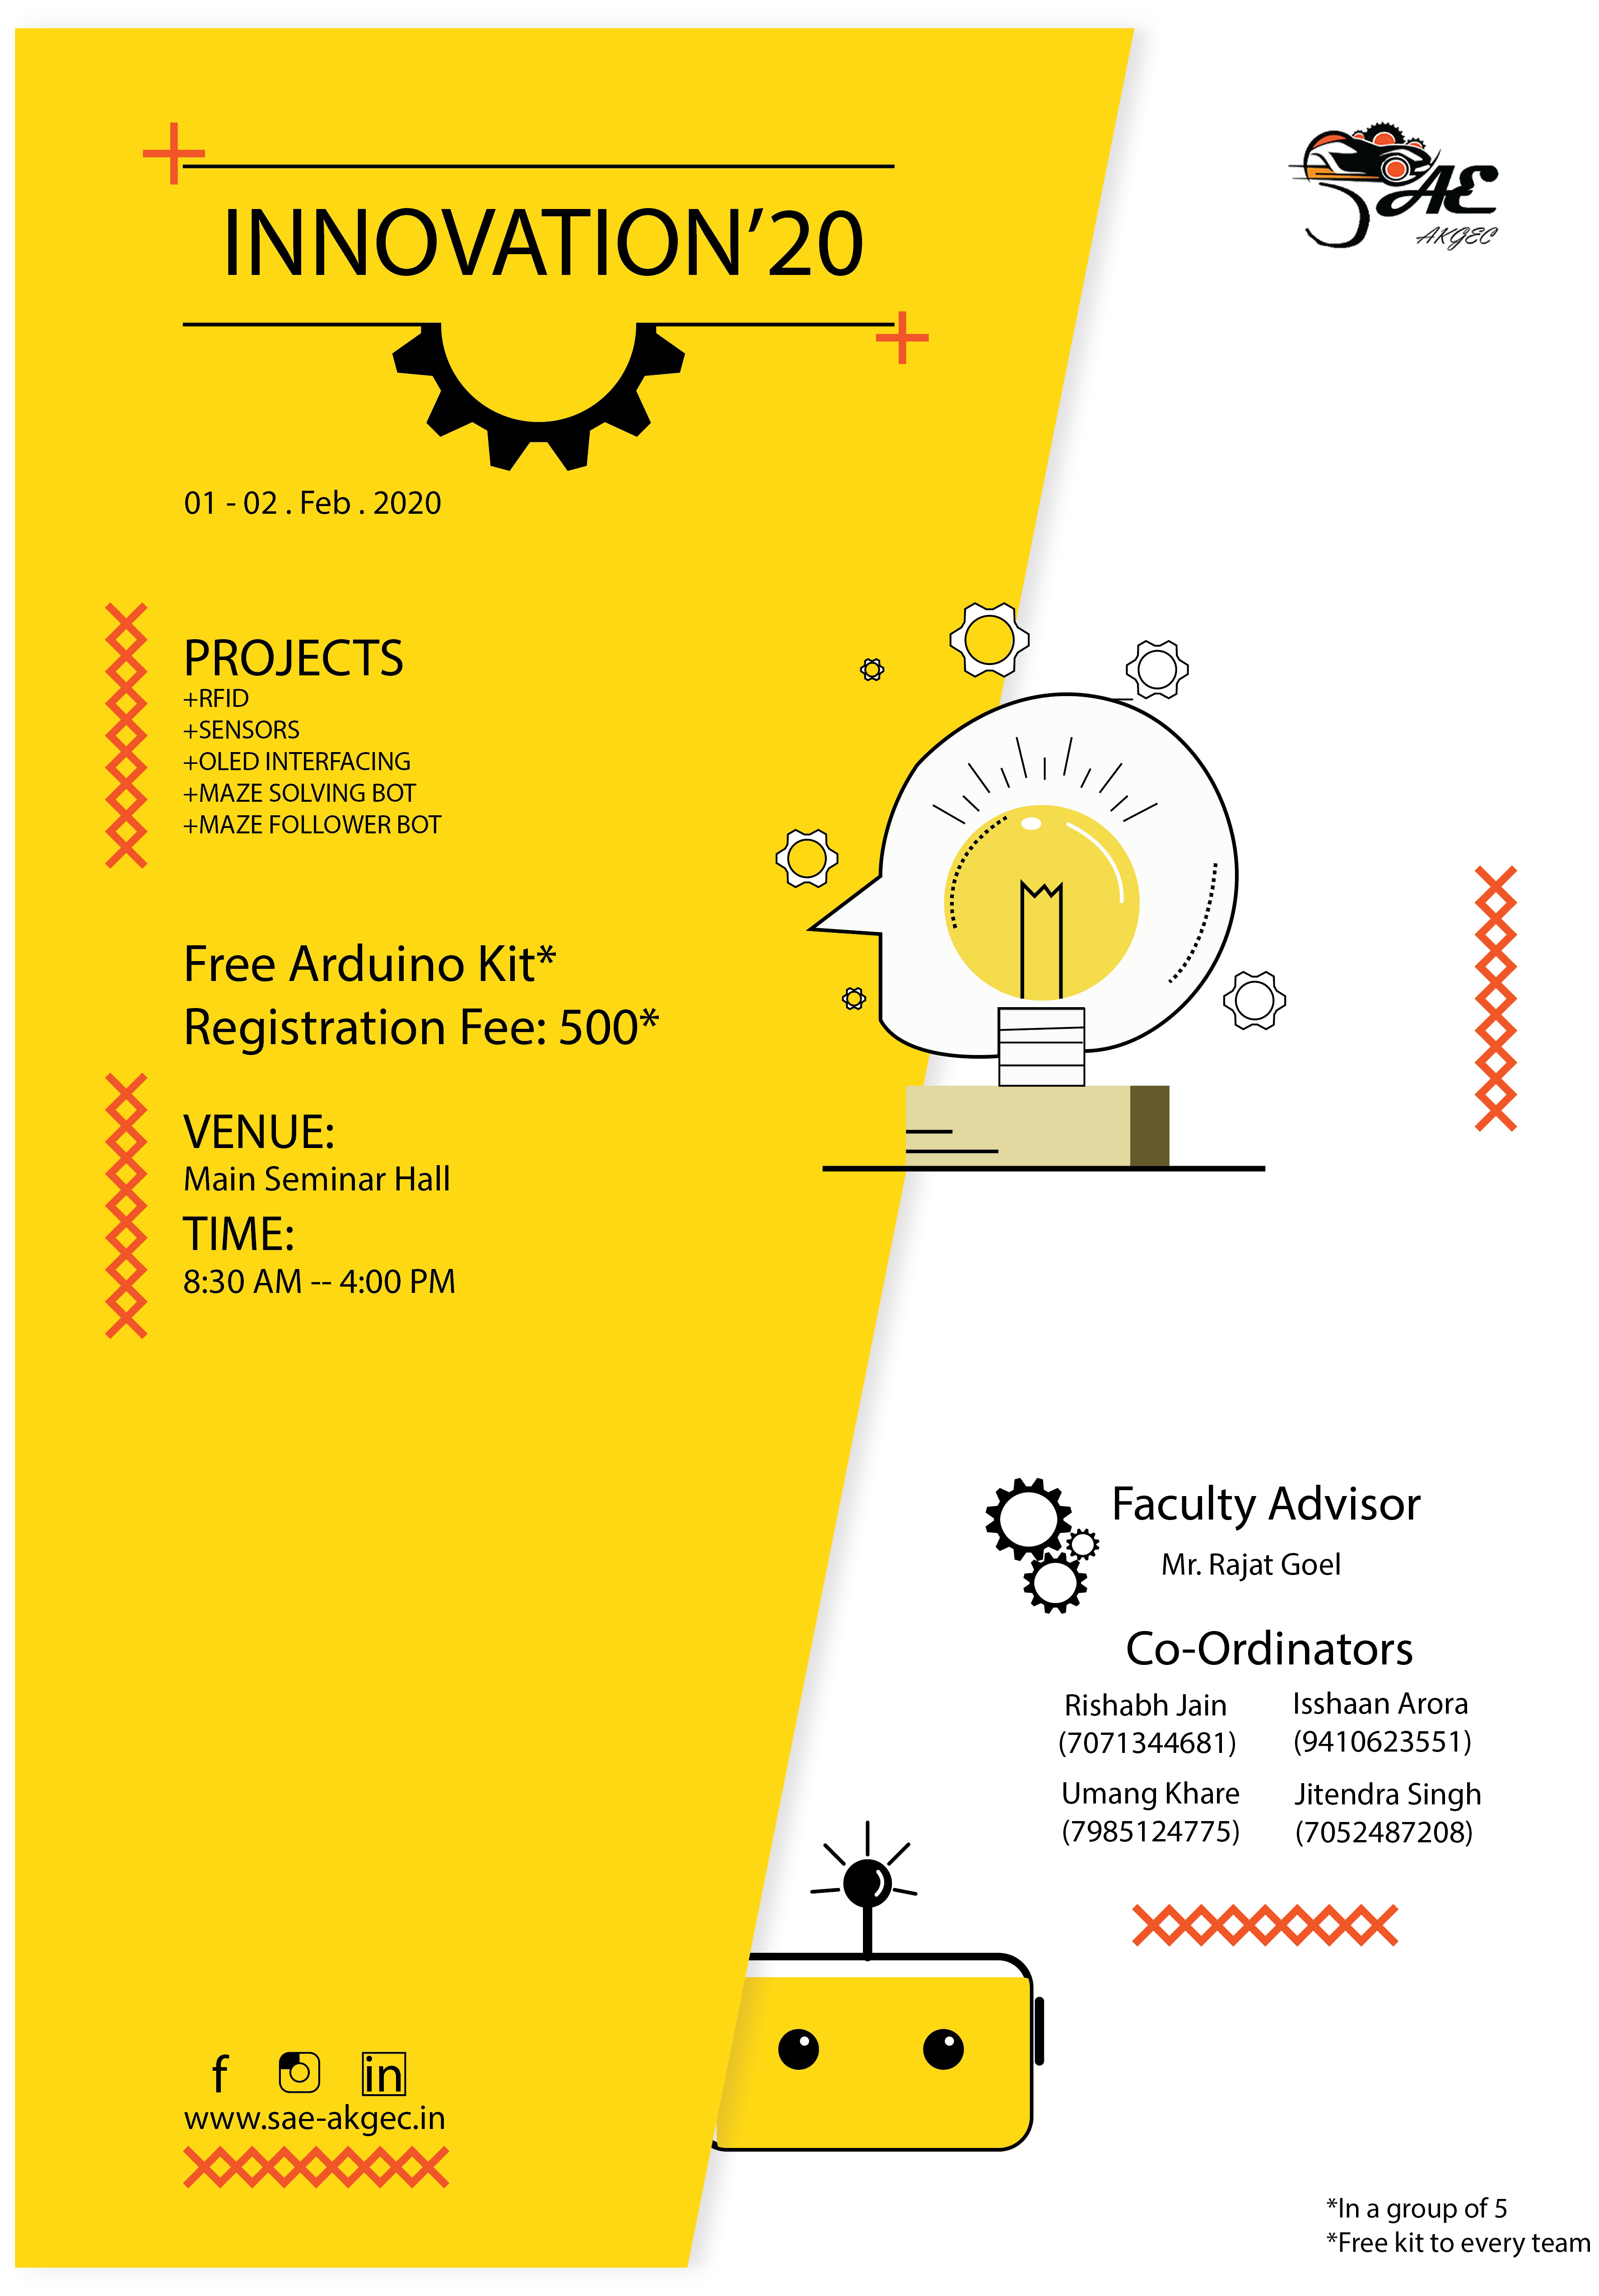 INNOVATION’20
SAE
AKGEC
01 - 02 . Feb . 2020
PROJECTS
+RFID
+SENSORS
+OLED INTERFACING
+MAZE SOLVING BOT
+MAZE FOLLOWER BOT
Free Arduino Kit*
Registration Fee: 500*
VENUE:
Main Seminar Hall
TIME:
8:30 AM -- 4:00 PM
Faculty Advisor
Mr. Rajat Goel
Co-Ordinators
Rishabh Jain
(7071344681)
Isshaan Arora
(9410623551)
Umang Khare
(7985124775)
Jitendra Singh
(7052487208)
f in
www.sae-akgec.in
*In a group of 5
*Free kit to every team